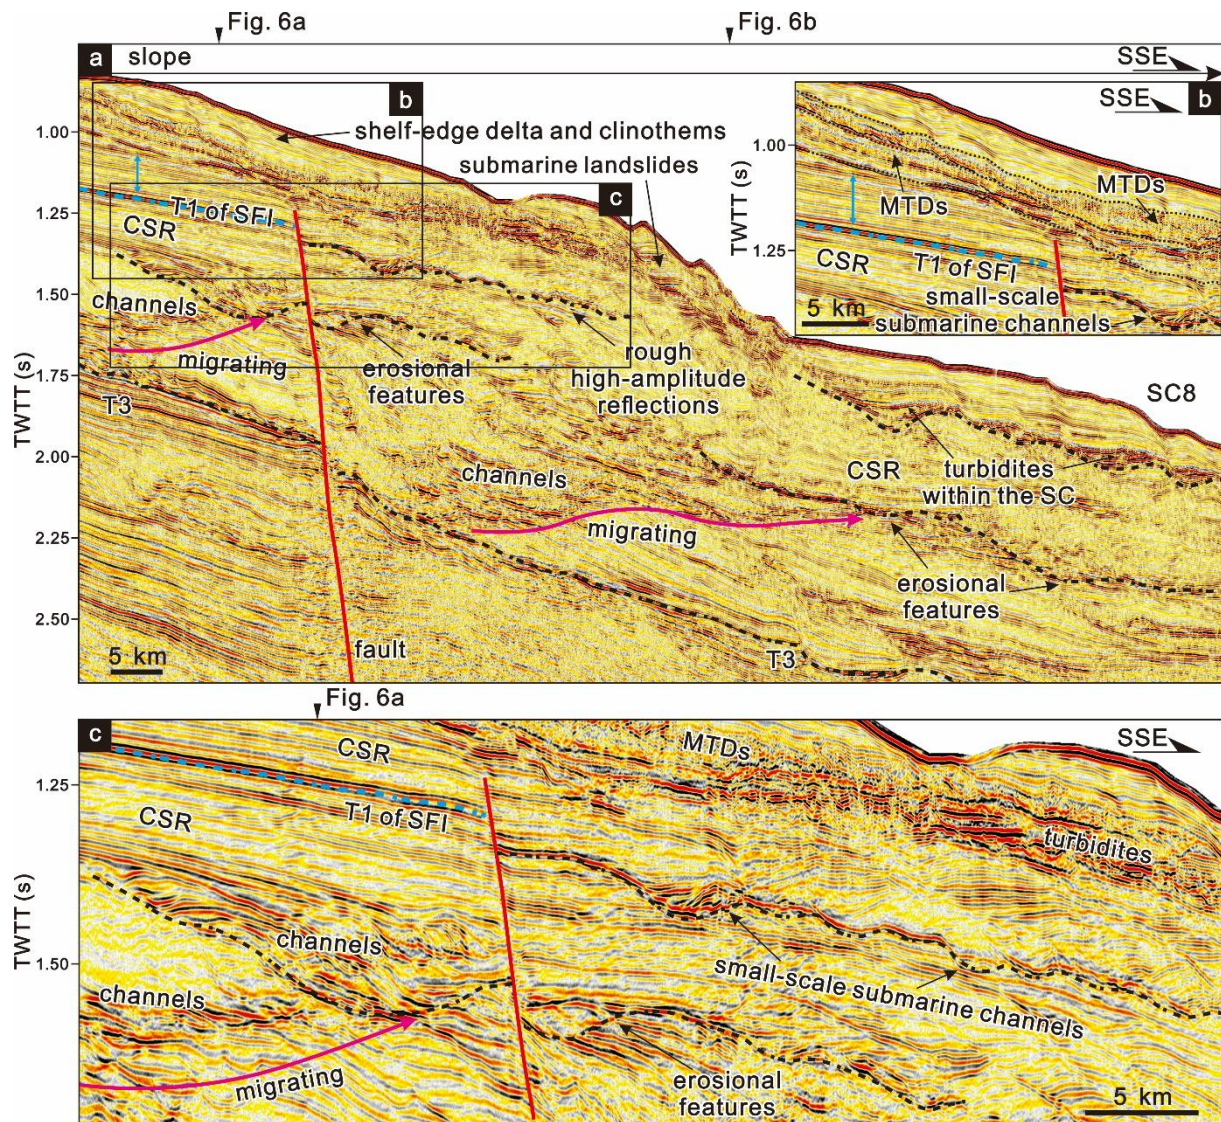 Fig. 6a
Fig. 6b
a
slope
SSE
b
SSE
b
shelf-edge delta and clinothems
submarine landslides
1.00
1.00
TWTT (s)
MTDs
MTDs
c
T1 of SFI
1.25
1.25
CSR
CSR
T1 of SFI
small-scale
submarine channels
5 km
channels
1.50
migrating
erosional
features
rough
high-amplitude
reflections
TWTT (s)
1.75
T3
SC8
2.00
channels
CSR
turbidites
within the SC
migrating
2.25
erosional
features
2.50
5 km
fault
T3
Fig. 6a
c
CSR
MTDs
SSE
1.25
T1 of SFI
CSR
turbidites
TWTT (s)
channels
1.50
channels
small-scale submarine channels
migrating
erosional
features
5 km